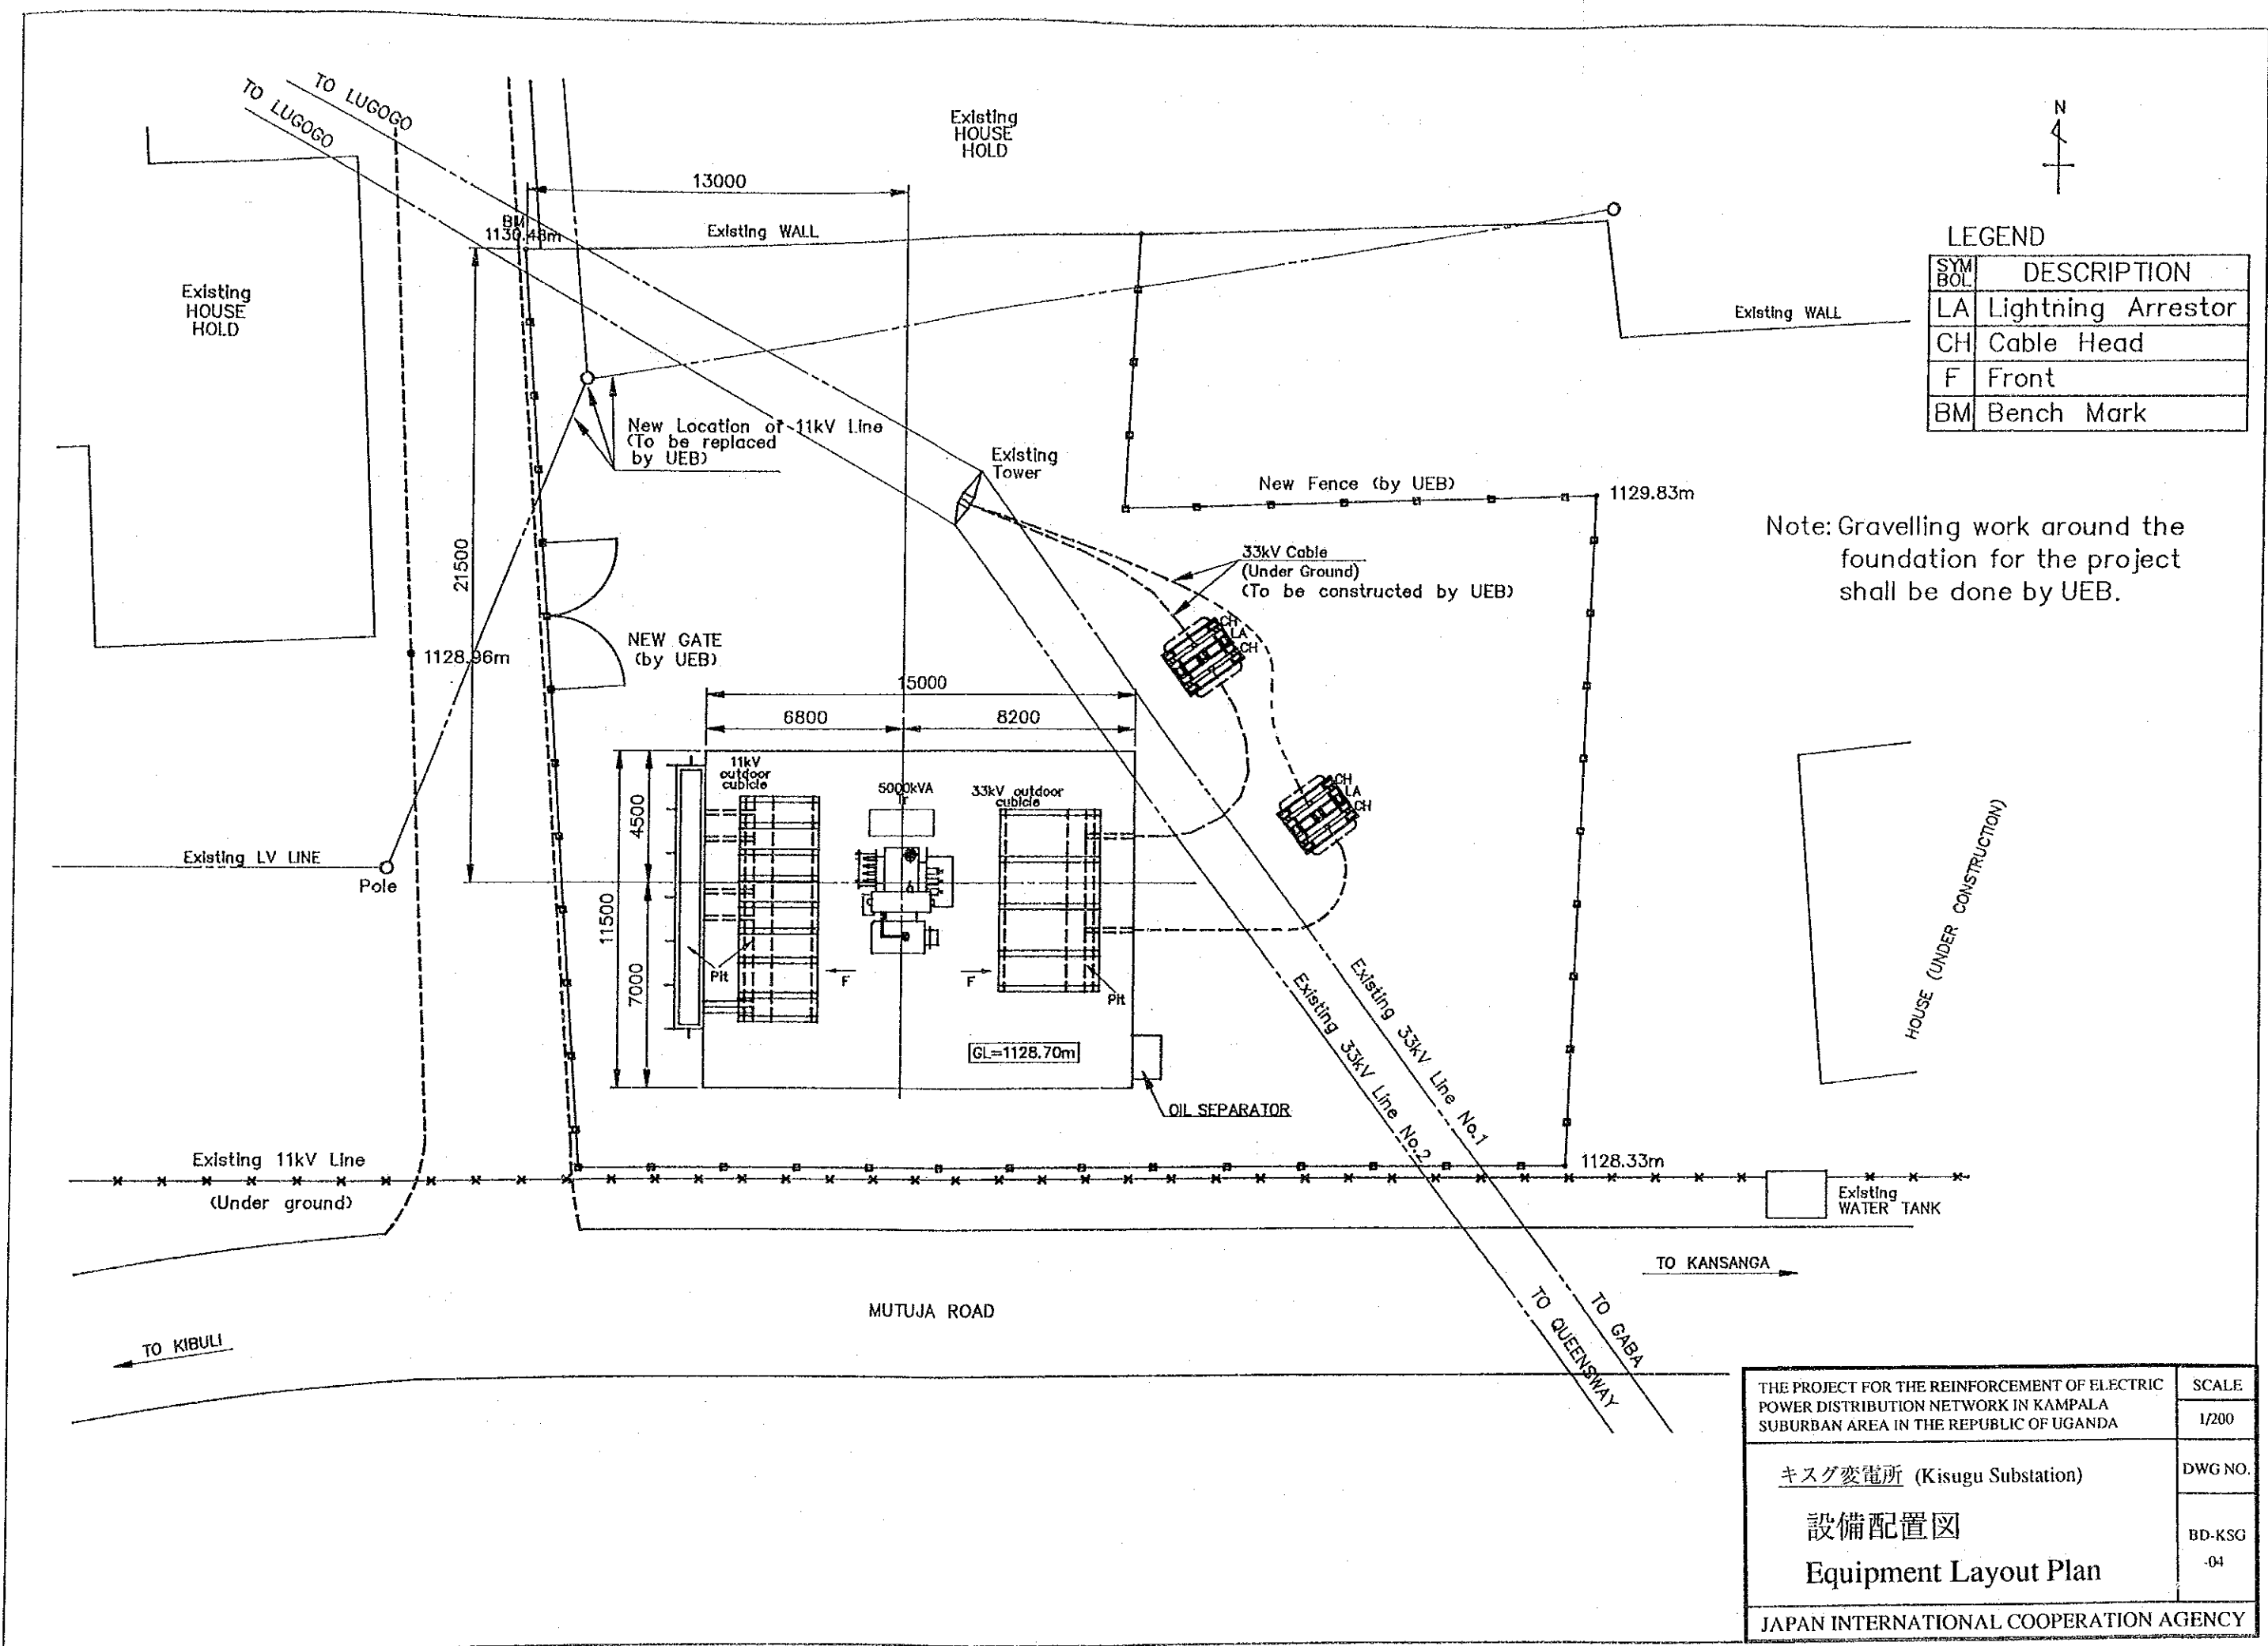 TO LUGOGO
TO LUGOGO
Existing
HOUSE
HOLD
N
13000
BM
1130.48m
Existing WALL
LEGEND
SYM
BOL
DESCRIPTION
LA Lightning Arrestor
CH Cable Head
F Front
BM Bench Mark
Existing
HOUSE
HOLD
Existing WALL
New Location of 11kV Line
(To be replaced
by UEB)
Existing
Tower
New Fence (by UEB)
1129.83m
Note: Gravelling work around the
foundation for the project
shall be done by UEB.
21500
33kV Cable
(Under Ground)
(To be constructed by UEB)
CH
LA
CH
NEW GATE
(by UEB)
1128.96m
15000
6800
8200
11kV
outdoor
cubicle
5000kVA
Tr
33kV outdoor
cubicle
CH
LA
CH
4500
11500
7000
Existing LV LINE
Pole
Pit
F
F
Pit
GL=1128.70m
HOUSE (UNDER CONSTRUCTION)
Existing 33kV Line No.1
Existing 33kV Line No.2
OIL SEPARATOR
Existing 11kV Line
(Under ground)
1128.33m
Existing
WATER TANK
TO KANSANGA
MUTUJA ROAD
TO KIBULI
TO QUEENSWAY
TO GABA
THE PROJECT FOR THE REINFORCEMENT OF ELECTRIC
POWER DISTRIBUTION NETWORK IN KAMPALA
SUBURBAN AREA IN THE REPUBLIC OF UGANDA
SCALE
1/200
キスグ変電所 (Kisugu Substation)
設備配置図
Equipment Layout Plan
DWG NO.
BD-KSG
-04
JAPAN INTERNATIONAL COOPERATION AGENCY